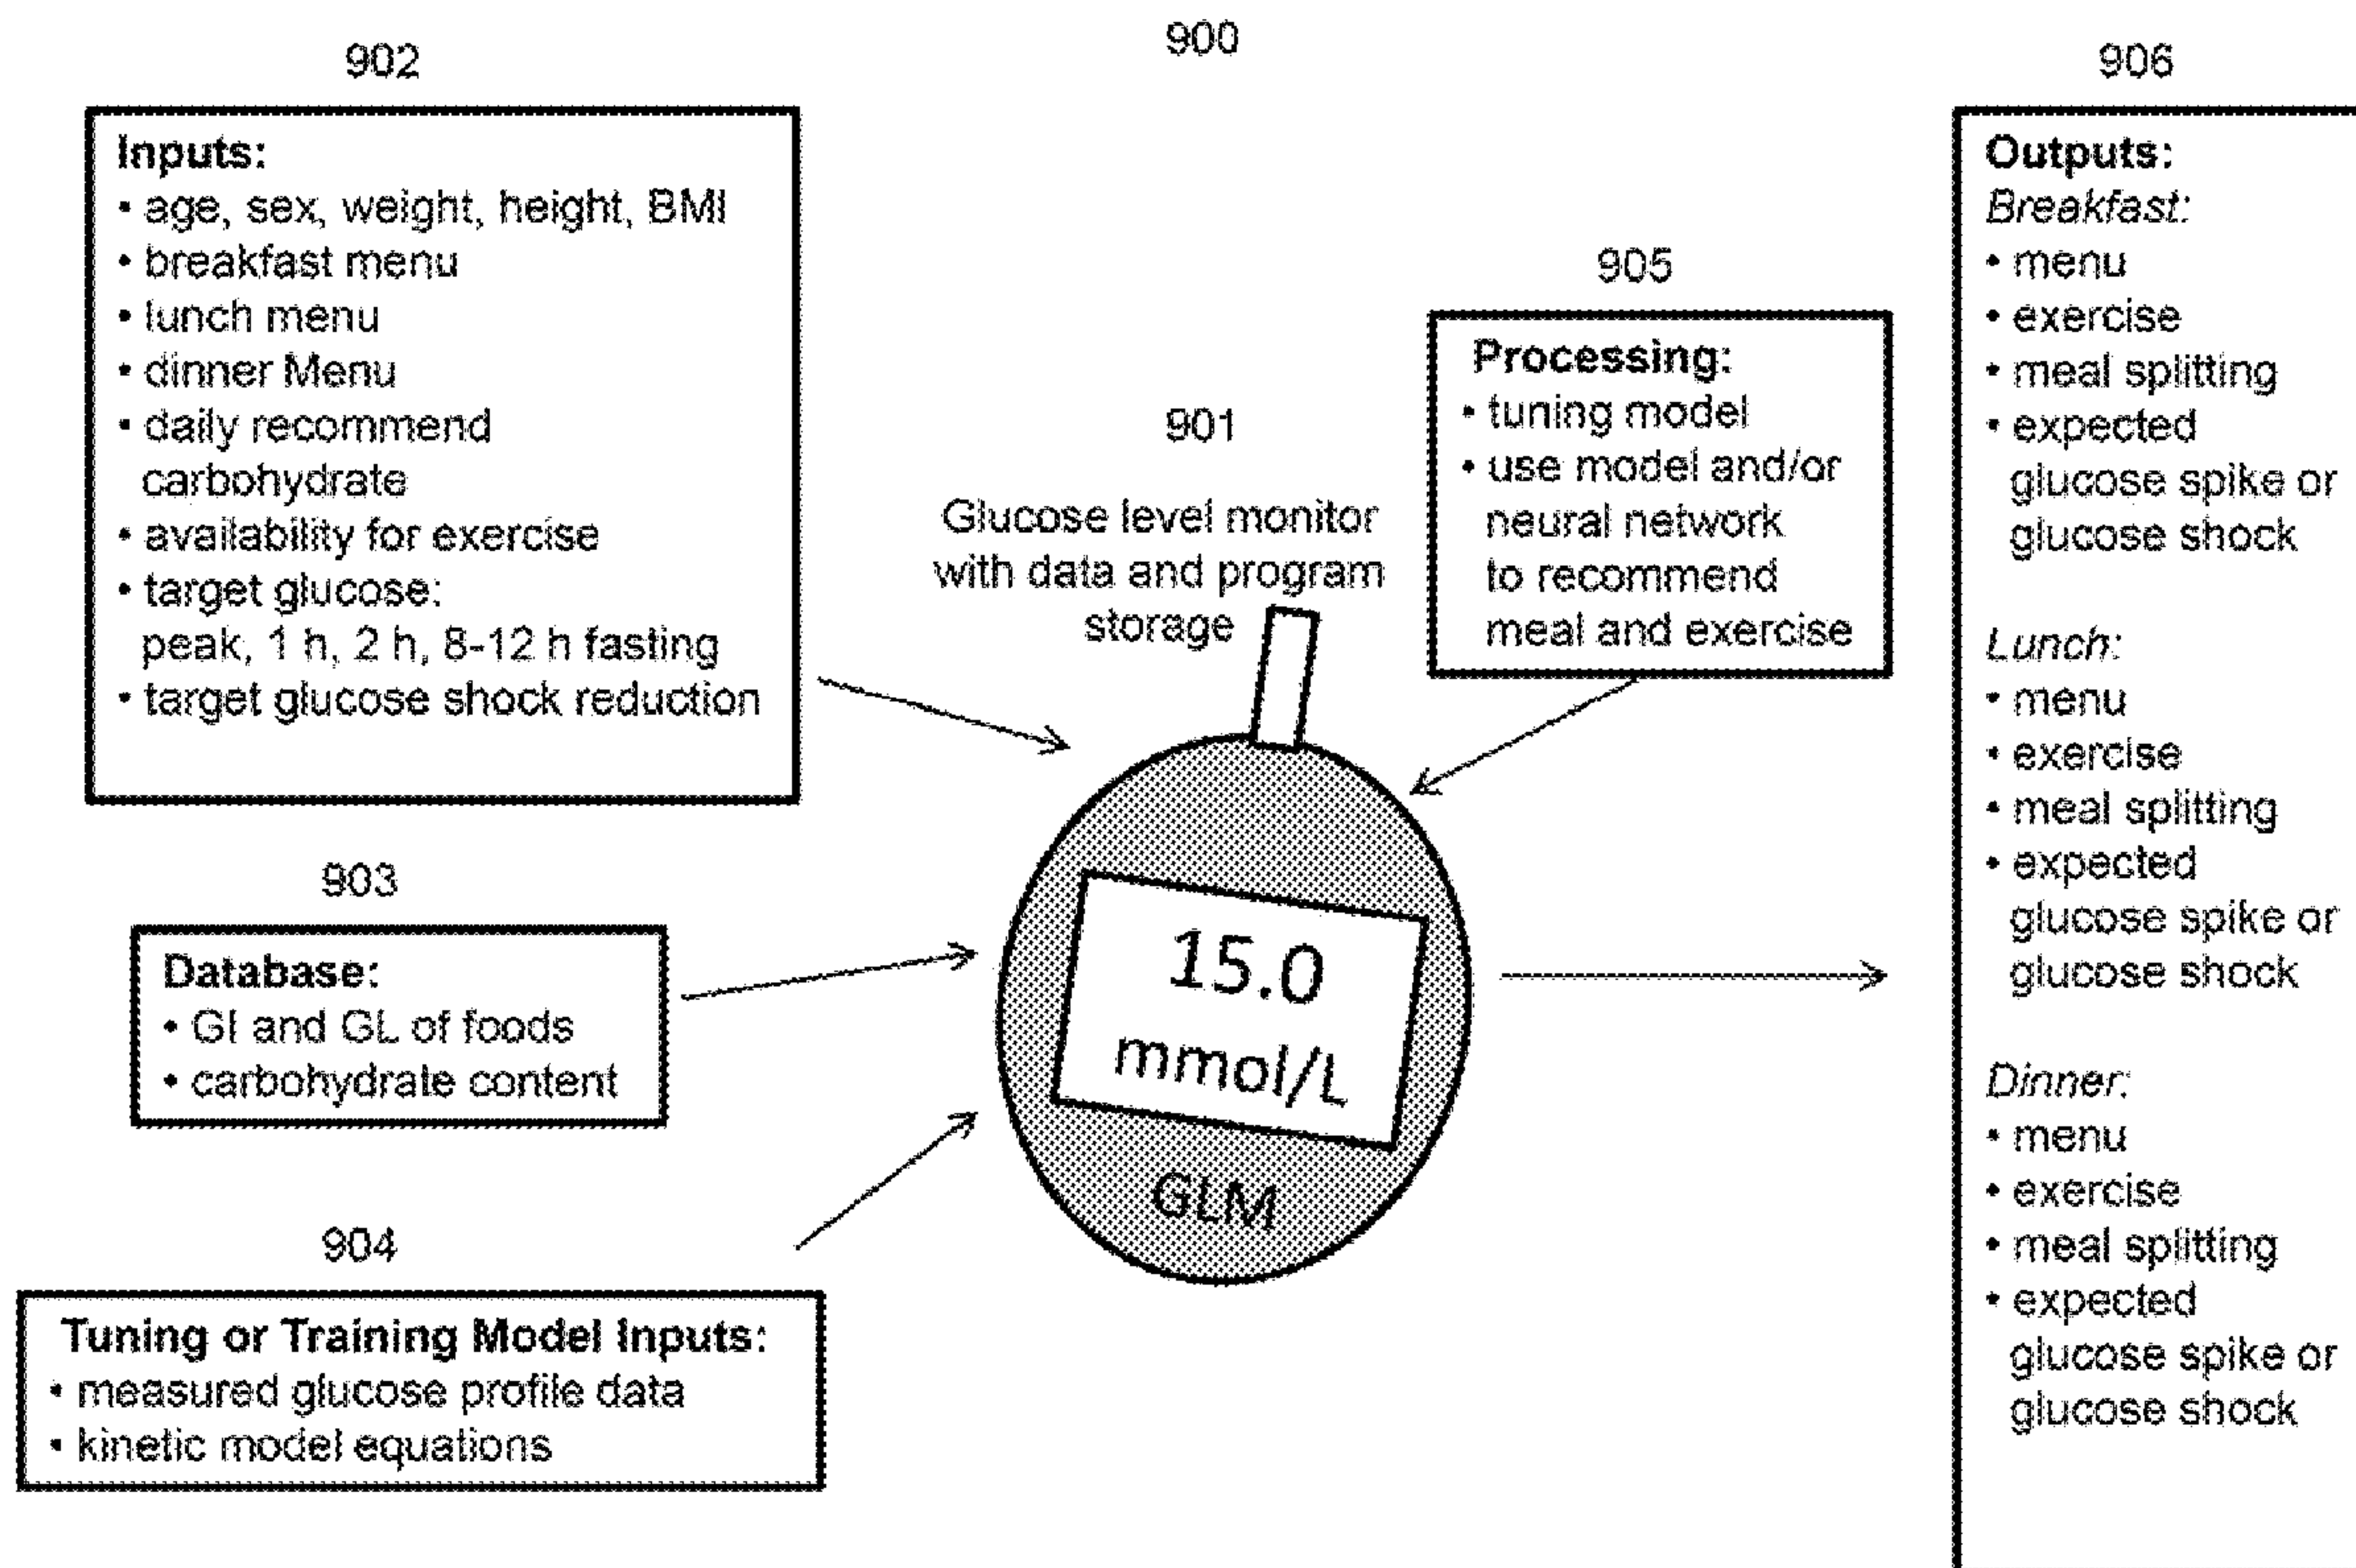 900
902
Inputs:
• age, sex, weight, height, BMI
• breakfast menu
• lunch menu
• dinner Menu
• daily recommend
carbohydrate
• availability for exercise
• target glucose:
peak, 1 h, 2 h, 8-12 h fasting
• target glucose shock reduction
903
Database:
• GI and GL of foods
• carbohydrate content
904
Tuning or Training Model Inputs:
• measured glucose profile data
• kinetic model equations
901
Glucose level monitor
with data and program
storage
15.0
mmol/L
GLM
905
Processing:
• tuning model
• use model and/or
neural network
to recommend
meal and exercise
906
Outputs:
Breakfast:
• menu
• exercise
• meal splitting
• expected
glucose spike or
glucose shock
Lunch:
• menu
• exercise
• meal splitting
• expected
glucose spike or
glucose shock
Dinner:
• menu
• exercise
• meal splitting
• expected
glucose spike or
glucose shock